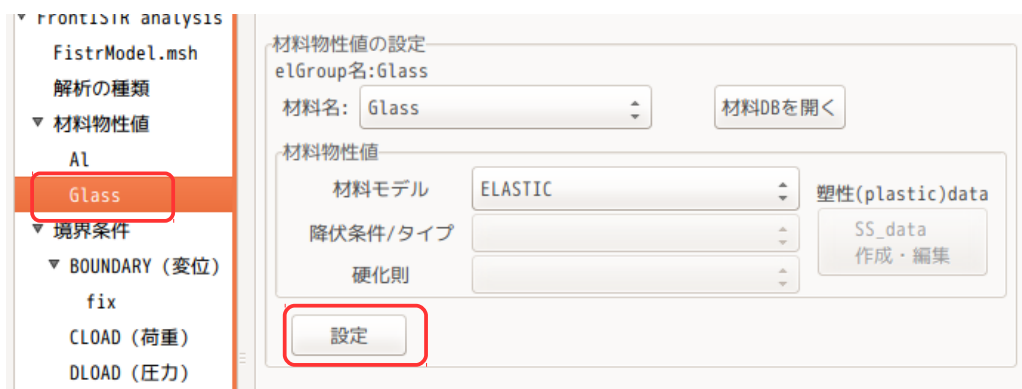 FrontISTR analysis
FistrModel.msh
解析の種類
材料物性値
Al
Glass
境界条件
BOUNDARY (変位)
fix
CLOAD (荷重)
DLOAD (圧力)
材料物性値の設定
elGroup名:Glass
材料名: Glass 材料DBを開く
材料物性値
材料モデル ELASTIC 塑性(plastic)data
降伏条件/タイプ SS_data
作成・編集
硬化則
設定